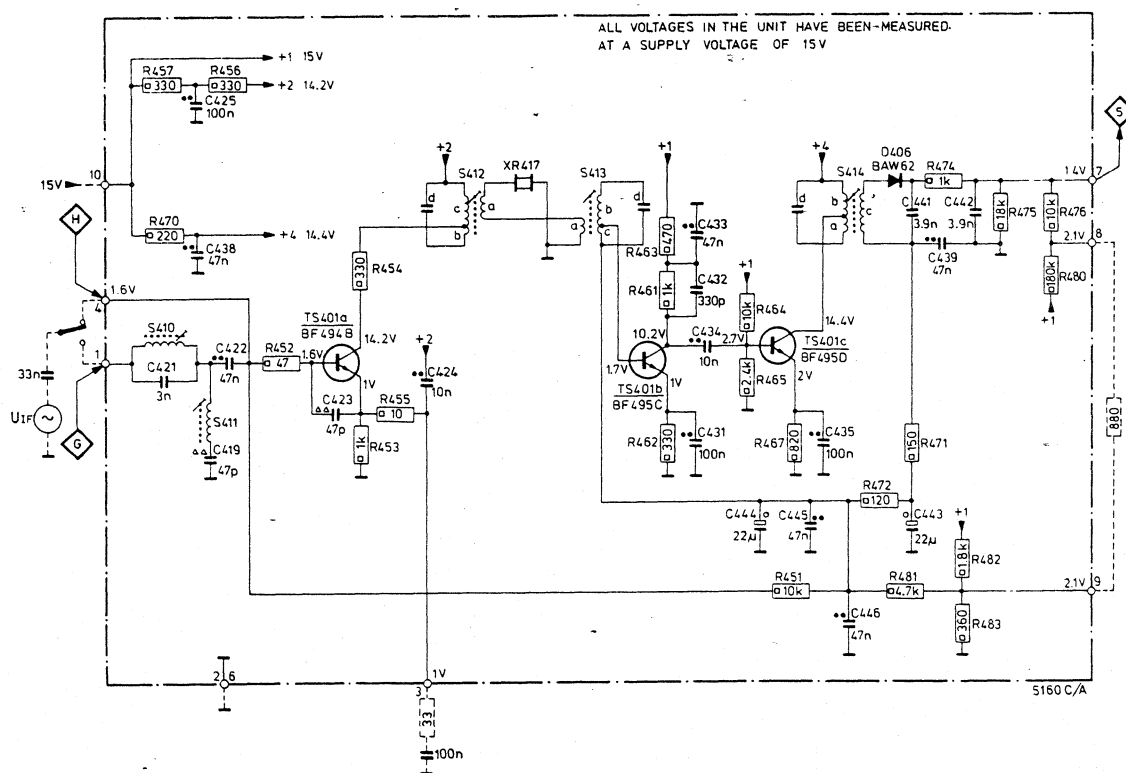 ALL VOLTAGES IN THE UNIT HAVE BEEN-MEASURED.
AT A SUPPLY VOLTAGE OF 15V
+1 15V
R457
330
R456
330
+2 14.2V
C425
100n
10
15V
R470
220
+4 14.4V
C438
47n
H
1.6V
4
1
33n
UIF
G
S410
C421
3n
C422
47n
S411
C419
47p
R452
47
1.6V
TS401a
BF494B
14.2V
1V
C423
47p
R453
1k
R454
330
R455
10
+2
C424
10n
+2
S412
d
c
b
a
XR417
S413
a
b
c
d
+1
470
R463
C433
47n
1k
R461
C432
330p
10.2V
1.7V
1V
TS401b
BF495C
C434
10n
2.7V
+1
10k
R464
2.4k
R465
R462
330
C431
100n
14.4V
TS401c
BF495D
2V
R467
820
C435
100n
+4
S414
d
b
a
c
D406
BAW62
R474
1k
C441
3.9n
C442
3.9n
C439
47n
18k
R475
10k
R476
1.4V
7
S
2.1V
8
180k
R480
+1
150
R471
R472
120
C444
22µ
C445
47n
C443
22µ
+1
1.8k
R482
R451
10k
R481
4.7k
2.1V
9
360
R483
C446
47n
880
2
6
1V
3
33
100n
S160 C/A